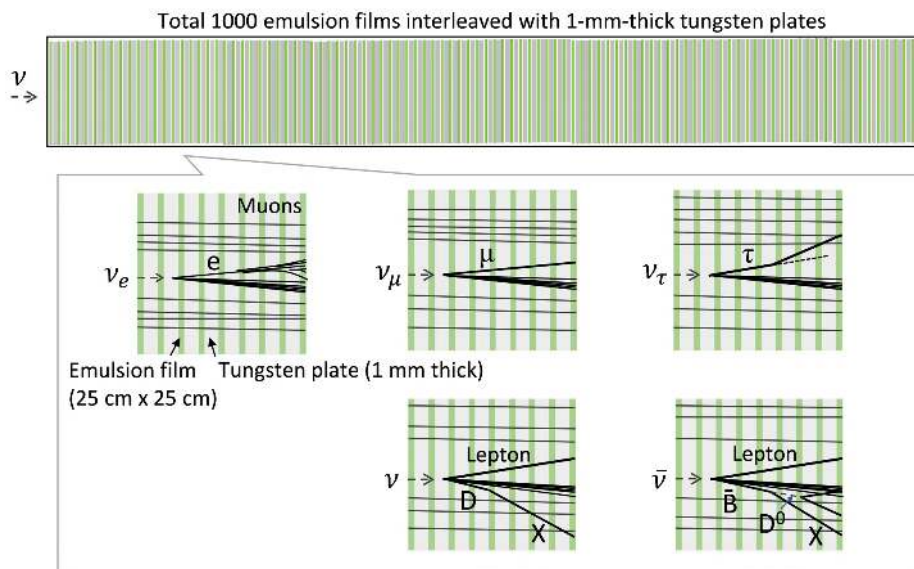 Total 1000 emulsion films interleaved with 1-mm-thick tungsten plates
ν
Muons
e
νe
μ
νμ
τ
ντ
Emulsion film
(25 cm x 25 cm)
Tungsten plate (1 mm thick)
Lepton
ν
D
X
Lepton
ν̄
B̄
D⁰
X